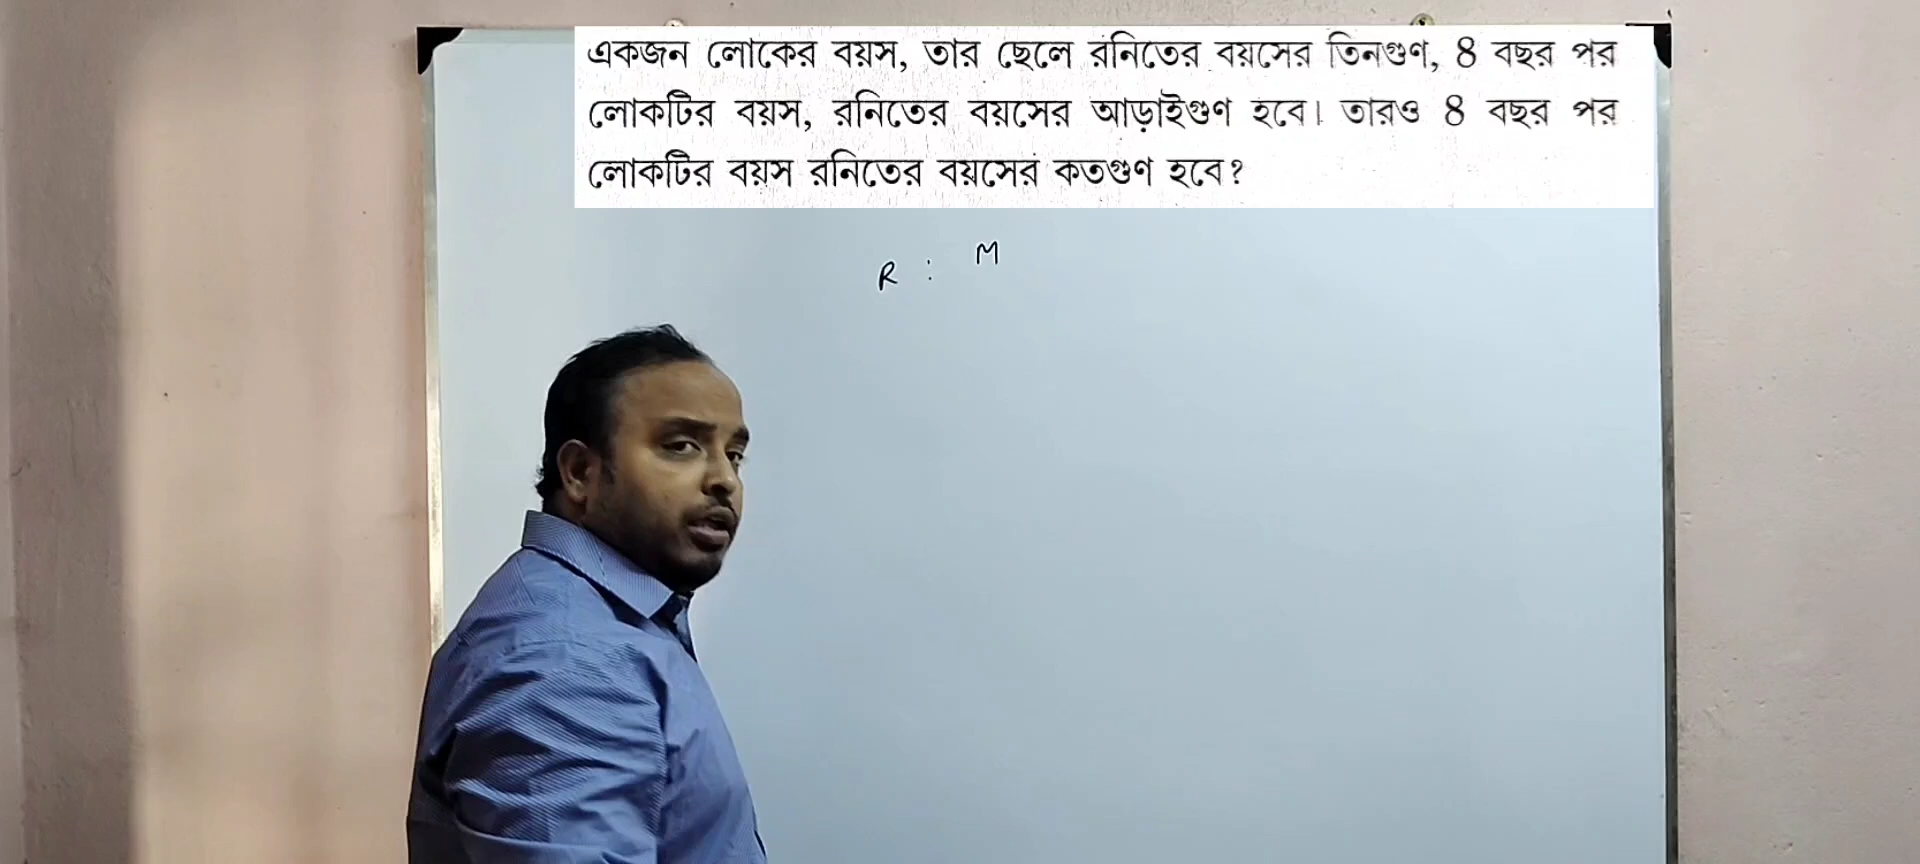 একজন লোকের বয়স, তার ছেলে রনিতের বয়সের তিনগুণ, 8 বছর পর
লোকটির বয়স, রনিতের বয়সের আড়াইগুণ হবে। তারও 8 বছর পর
লোকটির বয়স রনিতের বয়সের কতগুণ হবে?
R : M